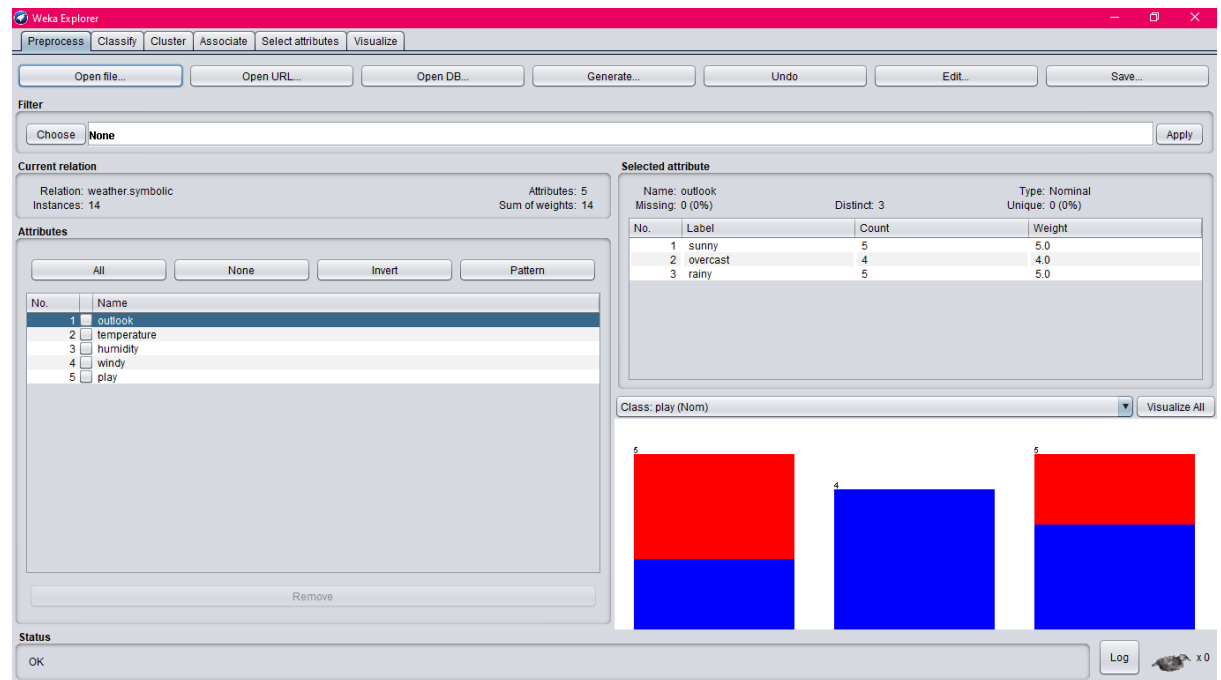 Weka Explorer
Preprocess Classify Cluster Associate Select attributes Visualize
Open file... Open URL... Open DB... Generate... Undo Edit... Save...
Filter
Choose None Apply
Current relation
Relation: weather.symbolic Attributes: 5
Instances: 14 Sum of weights: 14
Attributes
All None Invert Pattern
No. Name
1 outlook
2 temperature
3 humidity
4 windy
5 play
Remove
Selected attribute
Name: outlook Type: Nominal
Missing: 0 (0%) Distinct: 3 Unique: 0 (0%)
No. Label Count Weight
1 sunny 5 5.0
2 overcast 4 4.0
3 rainy 5 5.0
Class: play (Nom) Visualize All
5 4 5
Status
OK Log x 0